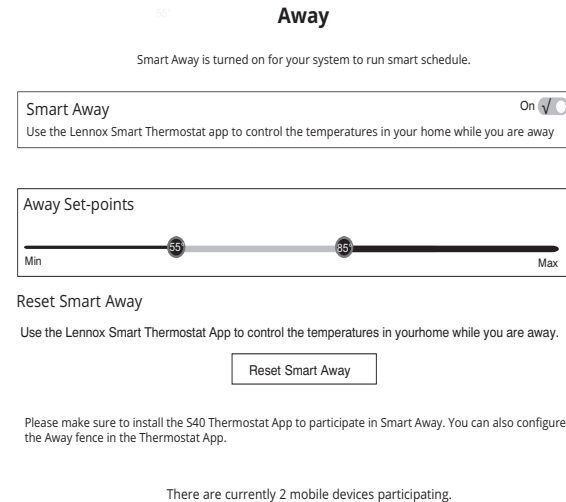 55°
Away
Smart Away is turned on for your system to run smart schedule.
Smart Away
On √
Use the Lennox Smart Thermostat app to control the temperatures in your home while you are away
Away Set-points
55° 85°
Min Max
Reset Smart Away
Use the Lennox Smart Thermostat App to control the temperatures in yourhome while you are away.
Reset Smart Away
Please make sure to install the S40 Thermostat App to participate in Smart Away. You can also configure
the Away fence in the Thermostat App.
There are currently 2 mobile devices participating.